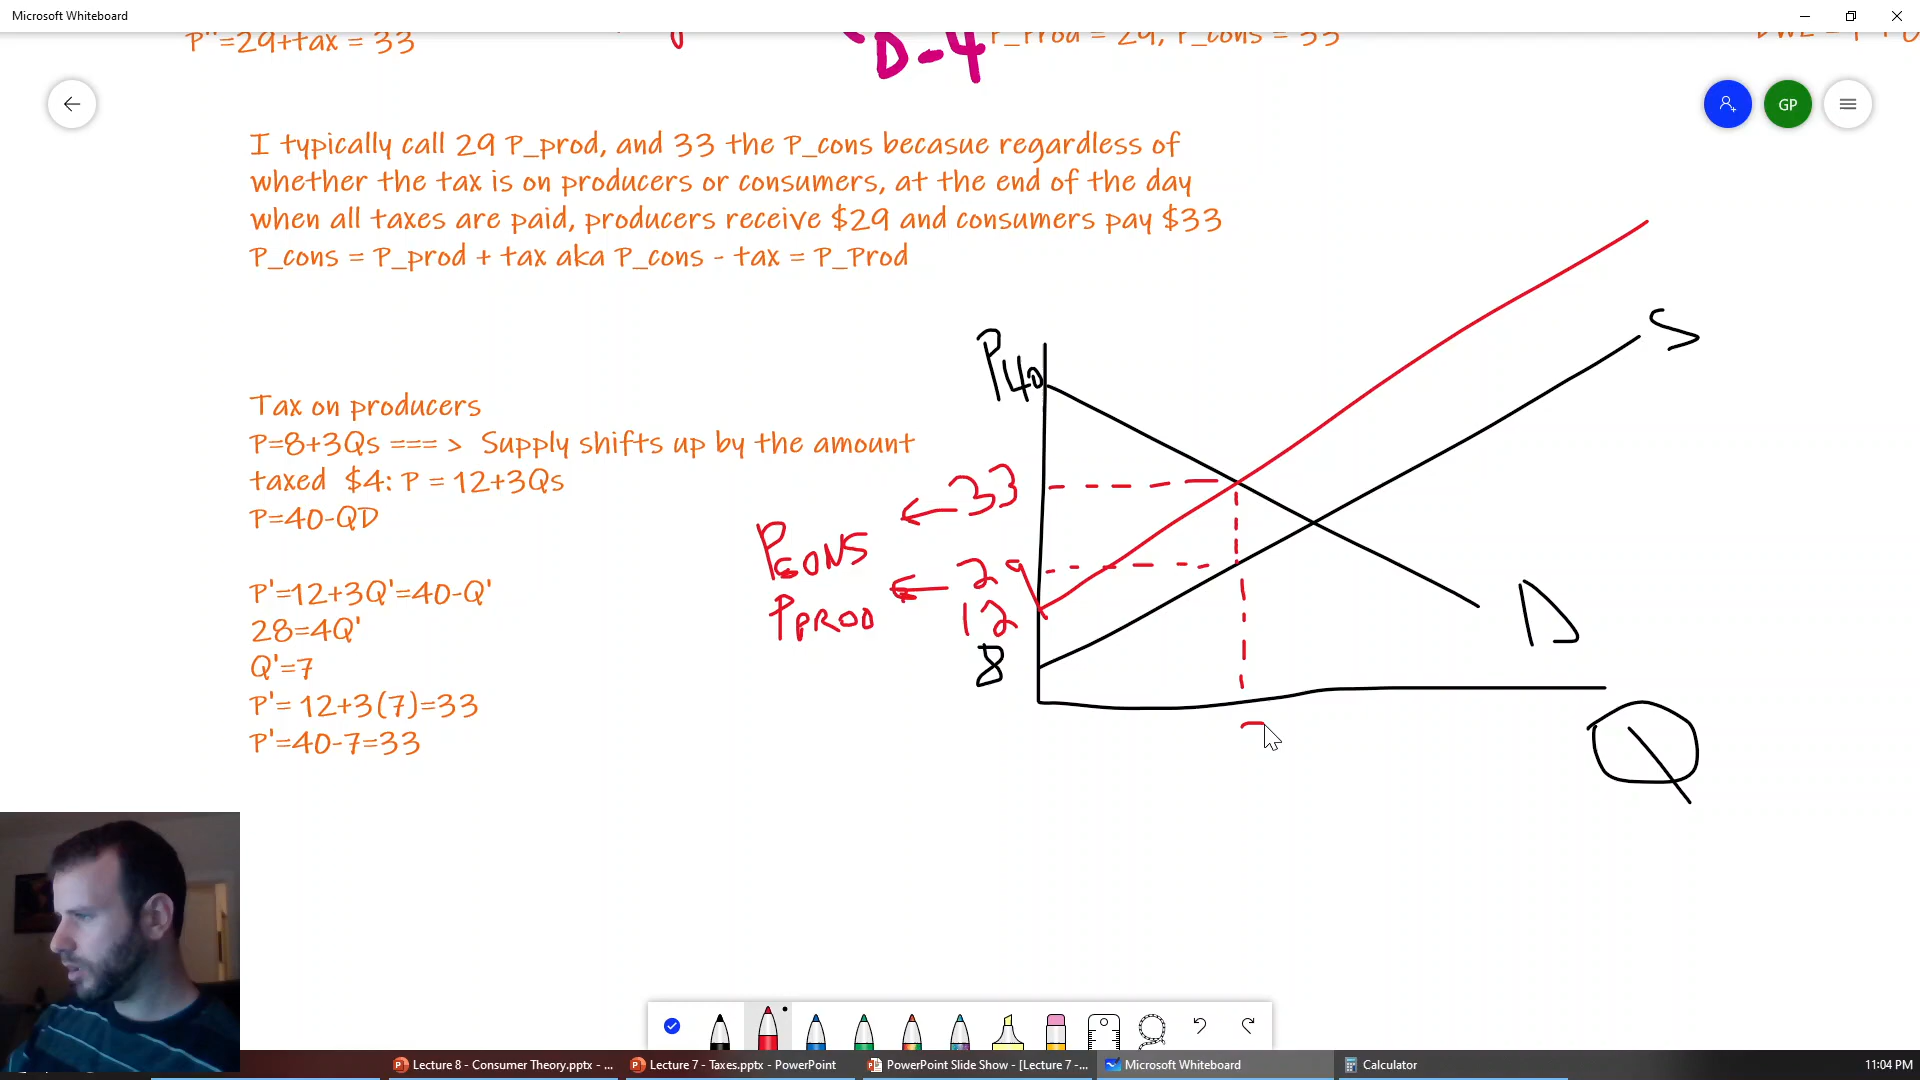 Microsoft Whiteboard
P''=29+tax = 33
D-4
P_Prod = 29, P_cons = 33
GP
I typically call 29 P_prod, and 33 the P_cons becasue regardless of
whether the tax is on producers or consumers, at the end of the day
when all taxes are paid, producers receive $29 and consumers pay $33
P_cons = P_prod + tax aka P_cons - tax = P_Prod
Tax on producers
P=8+3Qs === > Supply shifts up by the amount
taxed $4: P = 12+3Qs
P=40-QD
P'=12+3Q'=40-Q'
28=4Q'
Q'=7
P'= 12+3(7)=33
P'=40-7=33
P
40
S
33
PCONS
29
PPROD
12
8
D
Q
Lecture 8 - Consumer Theory.pptx - ...
Lecture 7 - Taxes.pptx - PowerPoint
PowerPoint Slide Show - [Lecture 7 -...
Microsoft Whiteboard
Calculator
11:04 PM